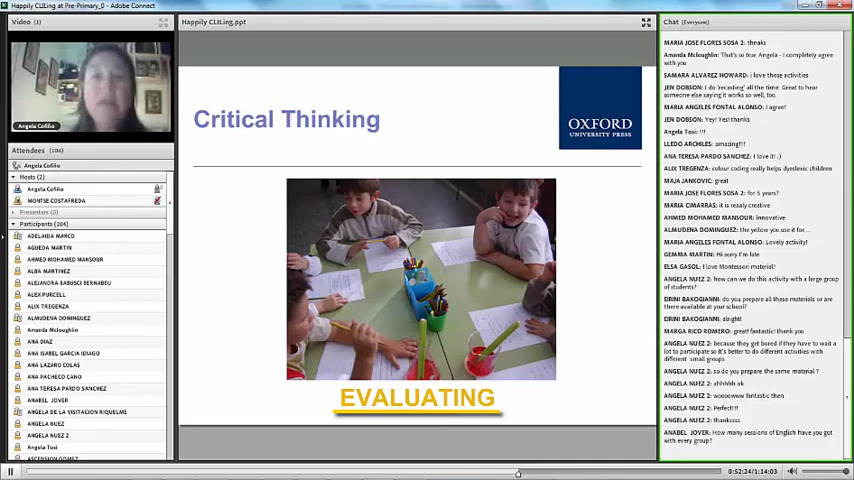 Happily CLILing at Pre-Primary_0 - Adobe Connect
Video (1)
Angela Cofiño
Attendees (106)
Angela Cofiño
Hosts (2)
Angela Cofiño
MONTSE COSTAFREDA
Presenters (0)
Participants (104)
ADELAIDA MARCO
AGUEDA MARTIN
AHMED MOHAMED MANSOUR
ALBA MARTINEZ
ALEJANDRA BABUSCI BERNABEU
ALEX PURCELL
ALIX TREGENZA
ALMUDENA DOMINGUEZ
Amanda Mcloughlin
ANA DIAZ
ANA ISABEL GARCIA IDIAGO
ANA LAZARO COLAS
ANA PACHECO CANO
ANA TERESA PARDO SANCHEZ
ANABEL JOVER
ANGELA DE LA VISITACION RIQUELME
ANGELA NUEZ
ANGELA NUEZ 2
Angela Tosi
ASCENSION GOMEZ
Happily CLILing.ppt
Critical Thinking
OXFORD
UNIVERSITY PRESS
EVALUATING
0:52:24/1:14:03
Chat (Everyone)
MARIA JOSE FLORES SOSA 2: thnaks
Amanda Mcloughlin: That's so true Angela - I completely agree
with you
SAMARA ALVAREZ HOWARD: i love these activities
JEN DOBSON: I do 'recasting' all the time. Great to hear
someone else saying it works so well, too.
MARIA ANGELES FONTAL ALONSO: I agree!
JEN DOBSON: Yey! Yes! thanks
Angela Tosi: !!!
LLEDO ARCHILES: amazing!!!
ANA TERESA PARDO SANCHEZ: I love it! :)
ALIX TREGENZA: colour coding really helps dyslexic children
MAJA JANKOVIC: great
MARIA JOSE FLORES SOSA 2: for 5 years?
MARIA CIMARRAS: it is realy creative
AHMED MOHAMED MANSOUR: innovative
ALMUDENA DOMINGUEZ: the yellow you use it for...
MARIA ANGELES FONTAL ALONSO: Lovely activity!
GEMMA MARTIN: Hi sorry I'm late
ELSA GASOL: I love Montessori material!
ANGELA NUEZ 2: how can we do this activity with a large group
of students?
EIRINI BAKOGIANNI: do you prepare all those materials or are
there available at your school?
EIRINI BAKOGIANNI: alright!
MARGA RICO ROMERO: great! fantastic! thank you
ANGELA NUEZ 2: because they get bored if they have to wait a
lot to participate so It's better to do different activities with
different small groups
ANGELA NUEZ 2: so do you prepare the same material ?
ANGELA NUEZ 2: ahhhhh ok
ANGELA NUEZ 2: woooowww fantastic then
ANGELA NUEZ 2: Perfect!!!
ANGELA NUEZ 2: thankssss
ANABEL JOVER: How many sessions of English have you got
with every group?